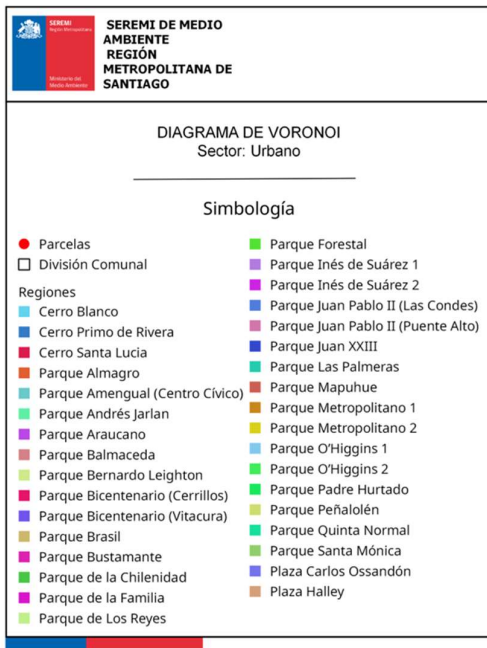 SEREMI
Región Metropolitana
Ministerio del
Medio Ambiente
SEREMI DE MEDIO
AMBIENTE
REGIÓN
METROPOLITANA DE
SANTIAGO
DIAGRAMA DE VORONOI
Sector: Urbano
Simbología
Parcelas
División Comunal
Regiones
Cerro Blanco
Cerro Primo de Rivera
Cerro Santa Lucia
Parque Almagro
Parque Amengual (Centro Cívico)
Parque Andrés Jarlan
Parque Araucano
Parque Balmaceda
Parque Bernardo Leighton
Parque Bicentenario (Cerrillos)
Parque Bicentenario (Vitacura)
Parque Brasil
Parque Bustamante
Parque de la Chilenidad
Parque de la Familia
Parque de Los Reyes
Parque Forestal
Parque Inés de Suárez 1
Parque Inés de Suárez 2
Parque Juan Pablo II (Las Condes)
Parque Juan Pablo II (Puente Alto)
Parque Juan XXIII
Parque Las Palmeras
Parque Mapuhue
Parque Metropolitano 1
Parque Metropolitano 2
Parque O'Higgins 1
Parque O'Higgins 2
Parque Padre Hurtado
Parque Peñalolén
Parque Quinta Normal
Parque Santa Mónica
Plaza Carlos Ossandón
Plaza Halley